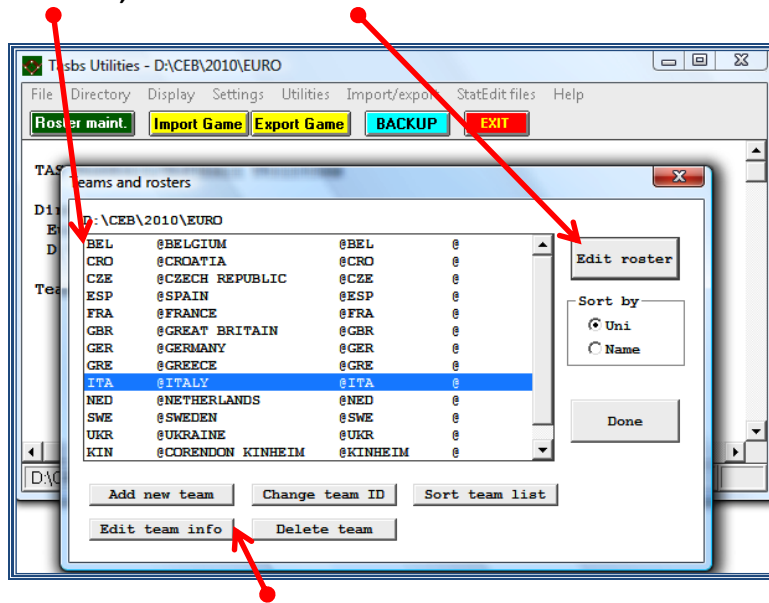 Tasbs Utilities - D:\CEB\2010\EURO
File Directory Display Settings Utilities Import/export StatEdit files Help
Roster maint. Import Game Export Game BACKUP EXIT
TAS
Teams and rosters
D:\CEB\2010\EURO
BEL @BELGIUM @BEL @
CRO @CROATIA @CRO @
CZE @CZECH REPUBLIC @CZE @
ESP @SPAIN @ESP @
FRA @FRANCE @FRA @
GBR @GREAT BRITAIN @GBR @
GER @GERMANY @GER @
GRE @GREECE @GRE @
ITA @ITALY @ITA @
NED @NETHERLANDS @NED @
SWE @SWEDEN @SWE @
UKR @UKRAINE @UKR @
KIN @CORENDON KINHEIM @KINHEIM @
Edit roster
Sort by
Uni
Name
Done
Add new team Change team ID Sort team list
Edit team info Delete team